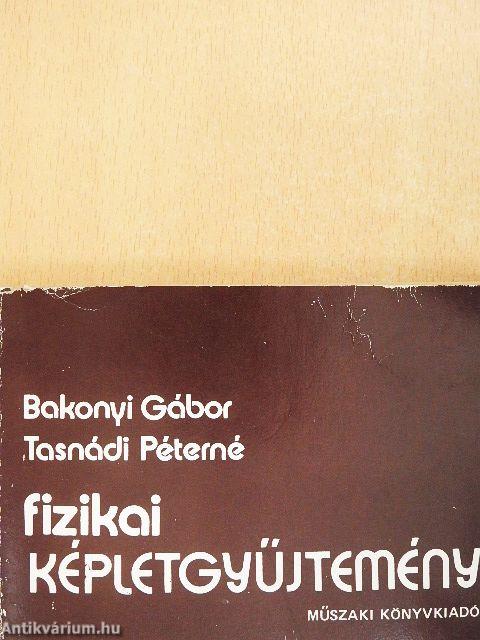 Bakonyi Gábor
Tasnádi Péterné
fizikai
KÉPLETGYŰJTEMÉNY
MŰSZAKI KÖNYVKIADÓ
Antikvárium.hu